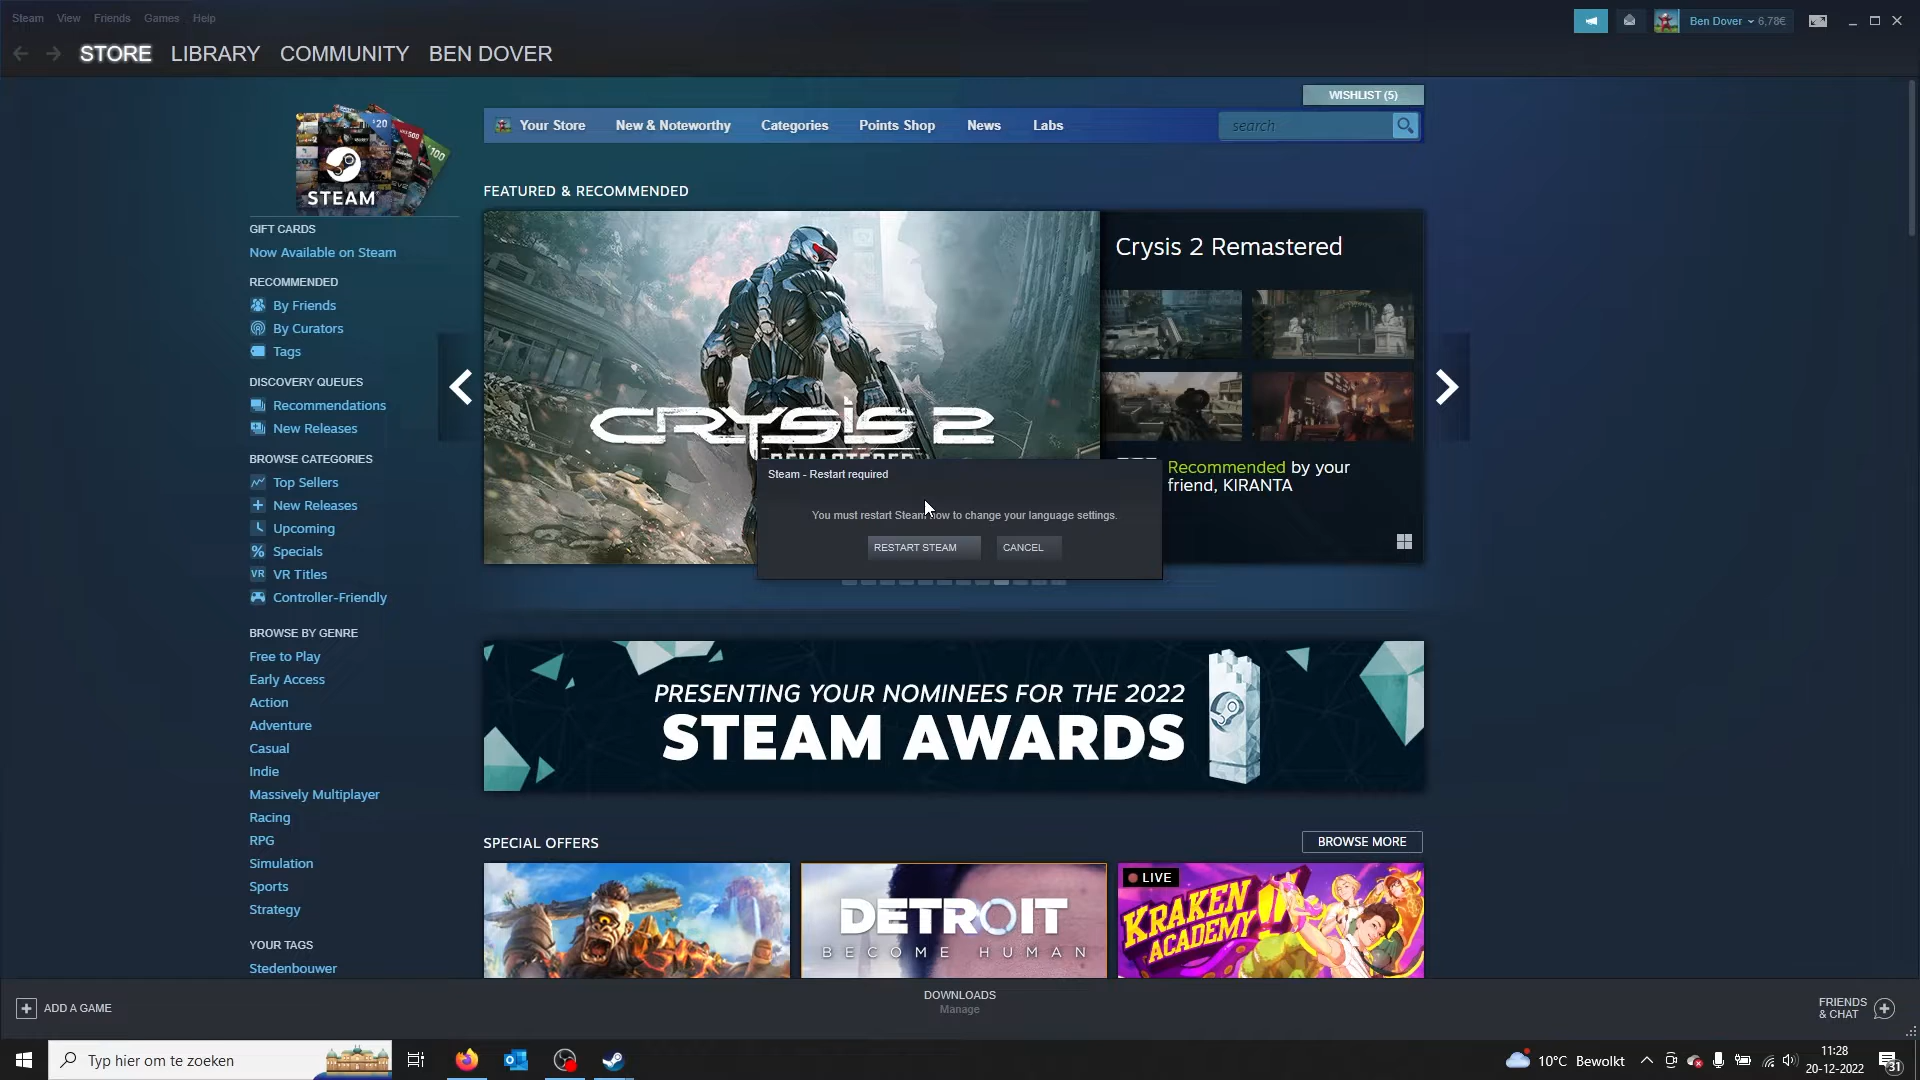 Steam View Friends Games Help
Ben Dover 6,78€
STORE LIBRARY COMMUNITY BEN DOVER
WISHLIST (5)
Your Store New & Noteworthy Categories Points Shop News Labs search
$20 $500 $100
STEAM
FEATURED & RECOMMENDED
GIFT CARDS
Now Available on Steam
RECOMMENDED
By Friends
By Curators
Tags
DISCOVERY QUEUES
Recommendations
New Releases
BROWSE CATEGORIES
Top Sellers
New Releases
Upcoming
Specials
VR VR Titles
Controller-Friendly
BROWSE BY GENRE
Free to Play
Early Access
Action
Adventure
Casual
Indie
Massively Multiplayer
Racing
RPG
Simulation
Sports
Strategy
YOUR TAGS
Stedenbouwer
CRYSIS 2
REMASTERED
Crysis 2 Remastered
Recommended by your
friend, KIRANTA
Steam - Restart required
You must restart Steam now to change your language settings.
RESTART STEAM CANCEL
PRESENTING YOUR NOMINEES FOR THE 2022
STEAM AWARDS
SPECIAL OFFERS
BROWSE MORE
DETROIT
BECOME HUMAN
LIVE
KRAKEN
ACADEMY!!
ADD A GAME
DOWNLOADS
Manage
FRIENDS
& CHAT
Typ hier om te zoeken
10°C Bewolkt
11:28
20-12-2022
31